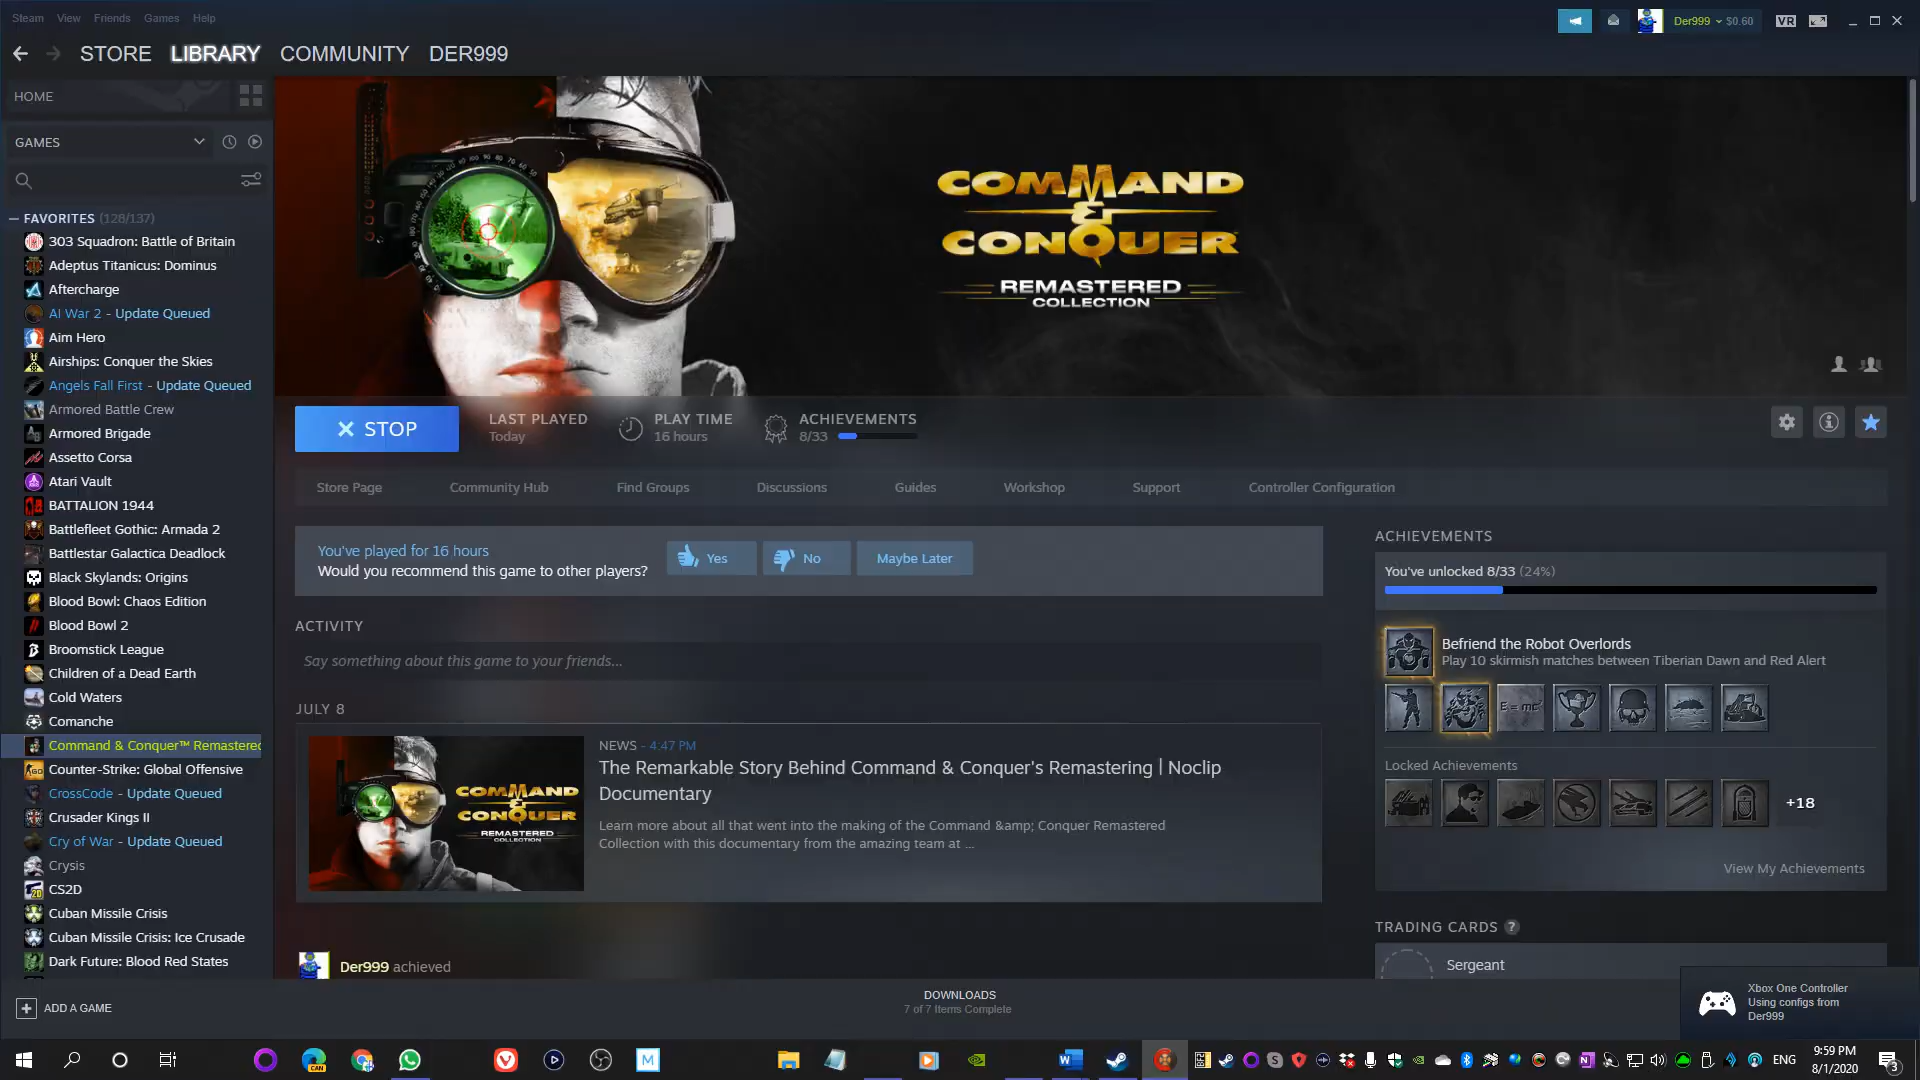 Steam View Friends Games Help
Der999 $0.60 VR
STORE LIBRARY COMMUNITY DER999
HOME
GAMES
FAVORITES (128/137)
303 Squadron: Battle of Britain
Adeptus Titanicus: Dominus
Aftercharge
AI War 2 - Update Queued
Aim Hero
Airships: Conquer the Skies
Angels Fall First - Update Queued
Armored Battle Crew
Armored Brigade
Assetto Corsa
Atari Vault
BATTALION 1944
Battlefleet Gothic: Armada 2
Battlestar Galactica Deadlock
Black Skylands: Origins
Blood Bowl: Chaos Edition
Blood Bowl 2
Broomstick League
Children of a Dead Earth
Cold Waters
Comanche
Command & Conquer™ Remastered
Counter-Strike: Global Offensive
CrossCode - Update Queued
Crusader Kings II
Cry of War - Update Queued
Crysis
CS2D
Cuban Missile Crisis
Cuban Missile Crisis: Ice Crusade
Dark Future: Blood Red States
ADD A GAME
COMMAND
&
CONQUER
REMASTERED
COLLECTION
STOP
LAST PLAYED
Today
PLAY TIME
16 hours
ACHIEVEMENTS
8/33
Store Page Community Hub Find Groups Discussions Guides Workshop Support Controller Configuration
You've played for 16 hours
Would you recommend this game to other players?
Yes No Maybe Later
ACTIVITY
Say something about this game to your friends...
JULY 8
COMMAND
&
CONQUER
REMASTERED
COLLECTION
NEWS - 4:47 PM
The Remarkable Story Behind Command & Conquer's Remastering | Noclip
Documentary
Learn more about all that went into the making of the Command &amp; Conquer Remastered
Collection with this documentary from the amazing team at ...
Der999 achieved
ACHIEVEMENTS
You've unlocked 8/33 (24%)
Befriend the Robot Overlords
Play 10 skirmish matches between Tiberian Dawn and Red Alert
E=mc²
Locked Achievements
+18
View My Achievements
TRADING CARDS ?
Sergeant
DOWNLOADS
7 of 7 Items Complete
Xbox One Controller
Using configs from
Der999
CAN
M
ENG
9:59 PM
8/1/2020
3